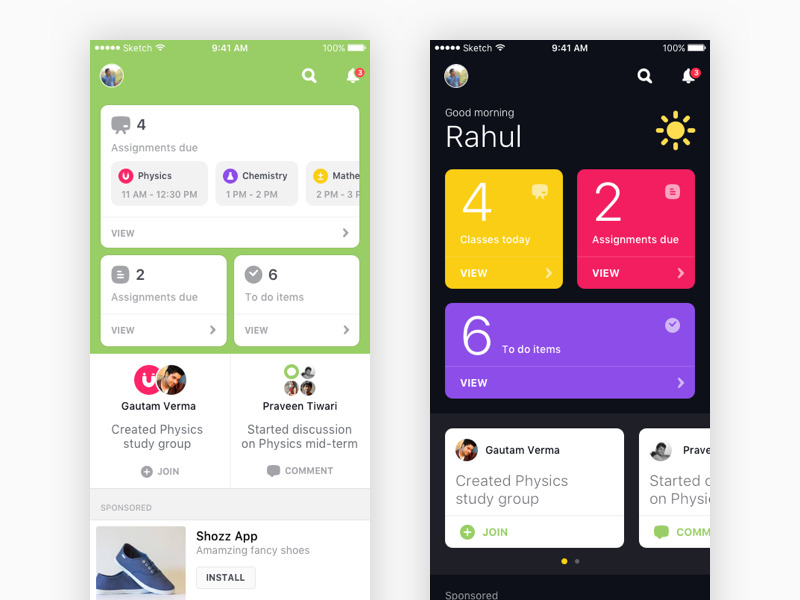 Sketch 9:41 AM 100%
3
4
Assignments due
Physics
11 AM - 12:30 PM
Chemistry
1 PM - 2 PM
Mathe
2 PM - 3 P
VIEW
2
Assignments due
VIEW
6
To do items
VIEW
Gautam Verma
Created Physics
study group
JOIN
Praveen Tiwari
Started discussion
on Physics mid-term
COMMENT
SPONSORED
Shozz App
Amamzing fancy shoes
INSTALL
Sketch 9:41 AM 100%
3
Good morning
Rahul
4
Classes today
VIEW
2
Assignments due
VIEW
6 To do items
VIEW
Gautam Verma
Created Physics
study group
JOIN
Prave
Started d
on Physi
COMM
Sponsored